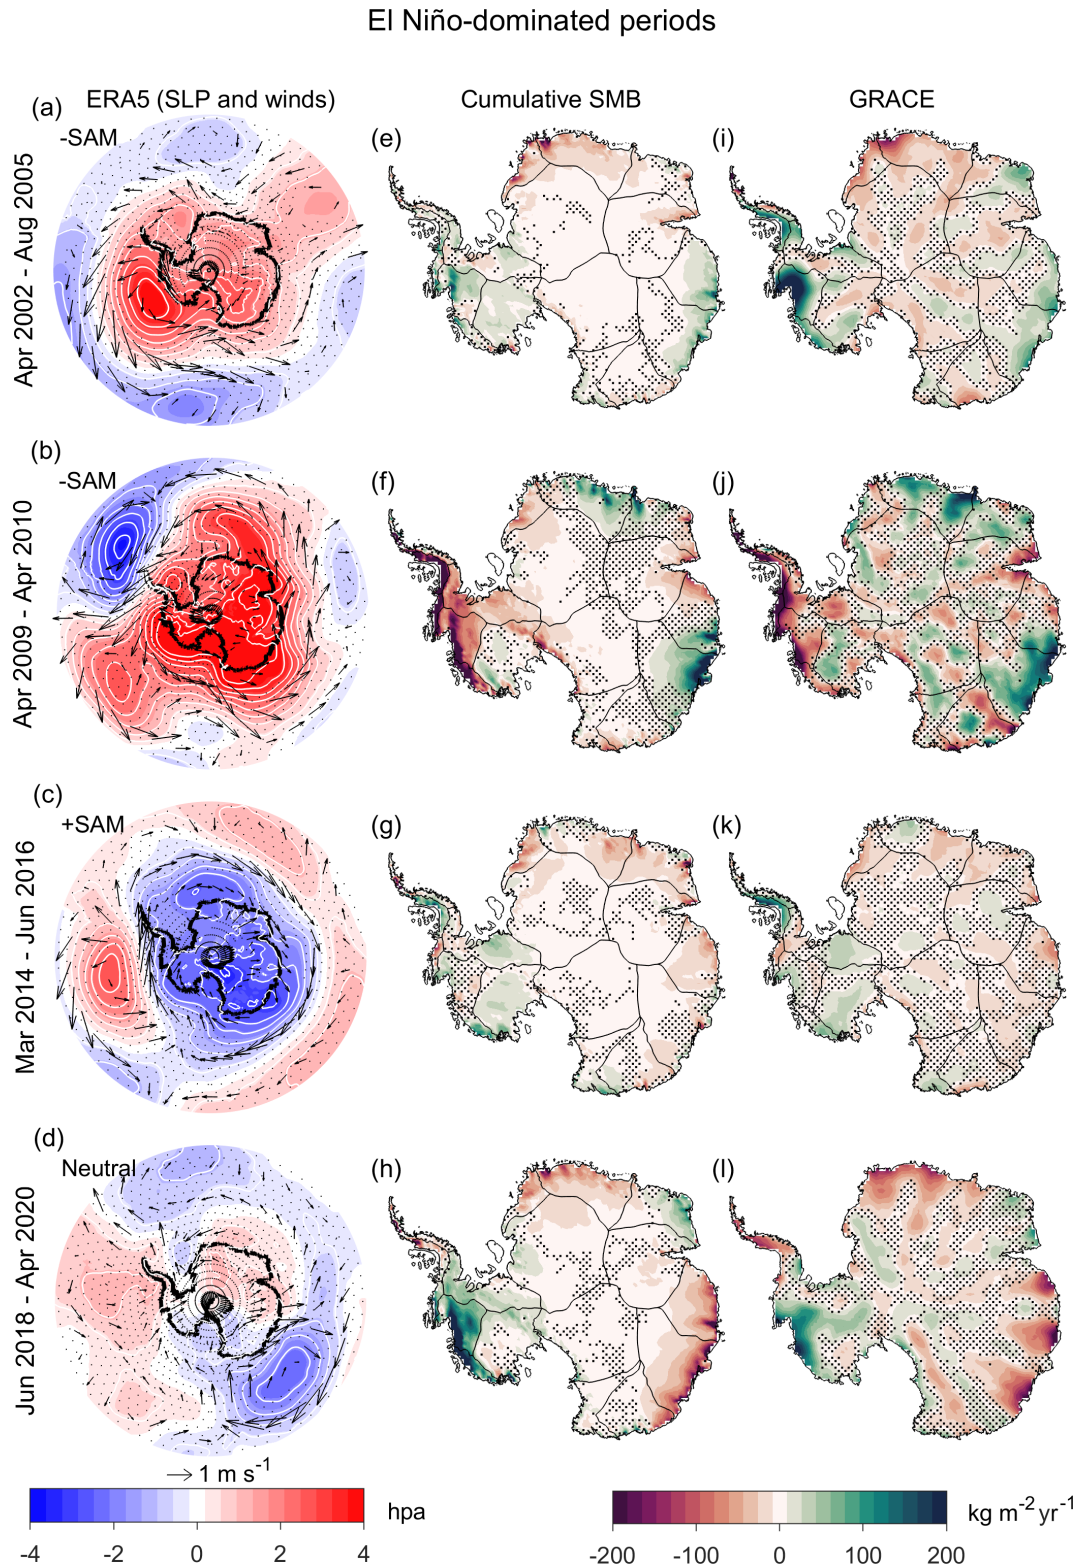 El Niño-dominated periods
ERA5 (SLP and winds)
Cumulative SMB
GRACE
Apr 2002 - Aug 2005
(a)
-SAM
(e)
(i)
Apr 2009 - Apr 2010
(b)
-SAM
(f)
(j)
Mar 2014 - Jun 2016
(c)
+SAM
(g)
(k)
Jun 2018 - Apr 2020
(d)
Neutral
(h)
(l)
1 m s⁻¹
hpa
-4 -2 0 2 4
kg m⁻² yr⁻¹
-200 -100 0 100 200